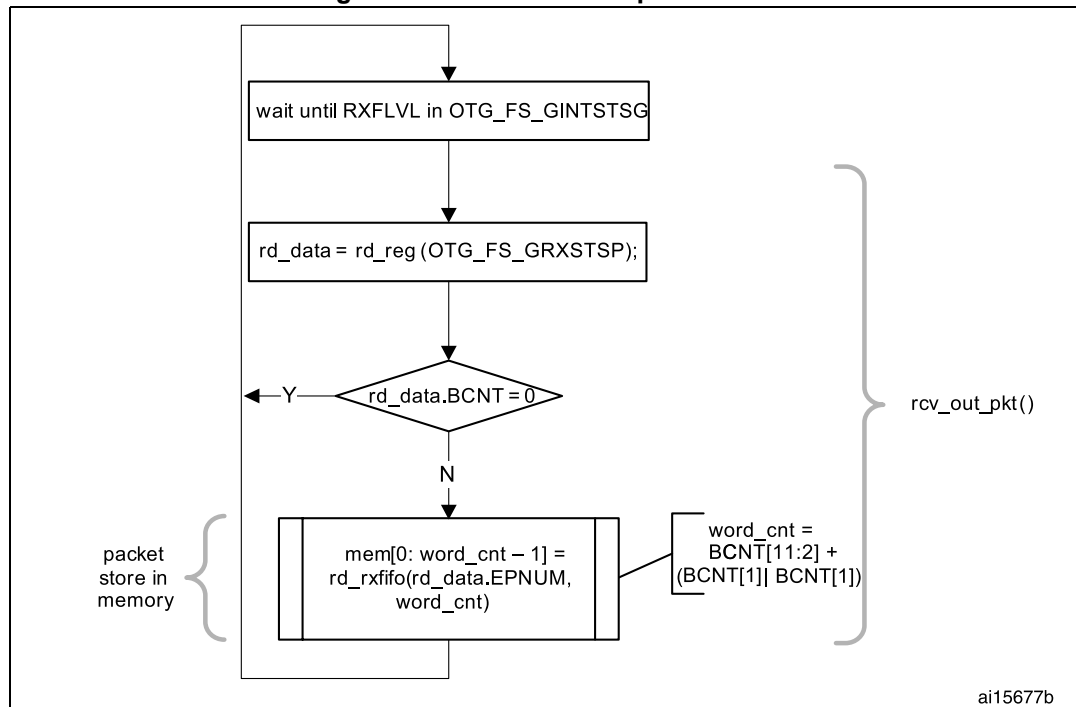 wait until RXFLVL in OTG_FS_GINTSTSG
rd_data = rd_reg (OTG_FS_GRXSTSP);
rd_data.BCNT = 0
Y
rcv_out_pkt()
N
packet
store in
memory
mem[0: word_cnt – 1] =
rd_rxfifo(rd_data.EPNUM,
word_cnt)
word_cnt =
BCNT[11:2] +
(BCNT[1] | BCNT[1])
ai15677b